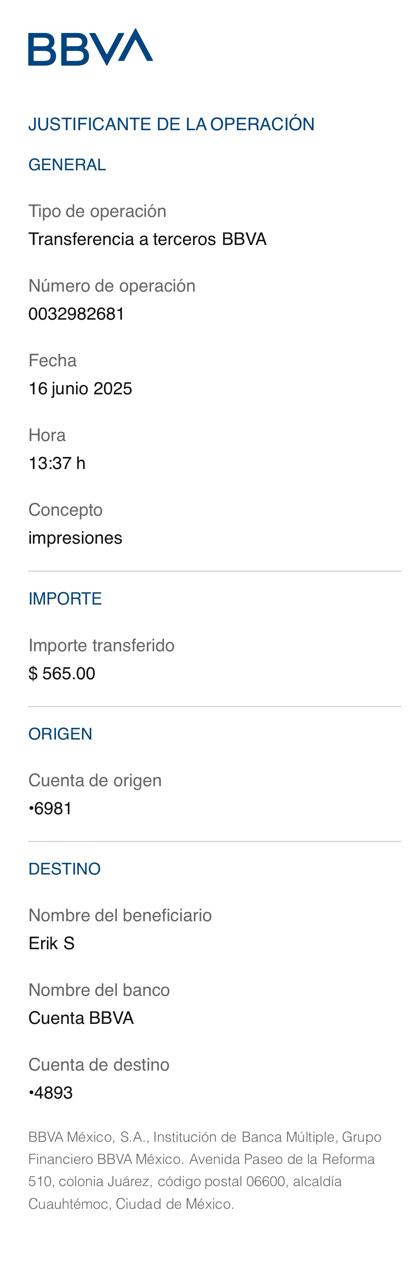 BBVA
JUSTIFICANTE DE LA OPERACIÓN
GENERAL
Tipo de operación
Transferencia a terceros BBVA
Número de operación
0032982681
Fecha
16 junio 2025
Hora
13:37 h
Concepto
impresiones
IMPORTE
Importe transferido
$ 565.00
ORIGEN
Cuenta de origen
•6981
DESTINO
Nombre del beneficiario
Erik S
Nombre del banco
Cuenta BBVA
Cuenta de destino
•4893
BBVA México, S.A., Institución de Banca Múltiple, Grupo
Financiero BBVA México. Avenida Paseo de la Reforma
510, colonia Juárez, código postal 06600, alcaldía
Cuauhtémoc, Ciudad de México.